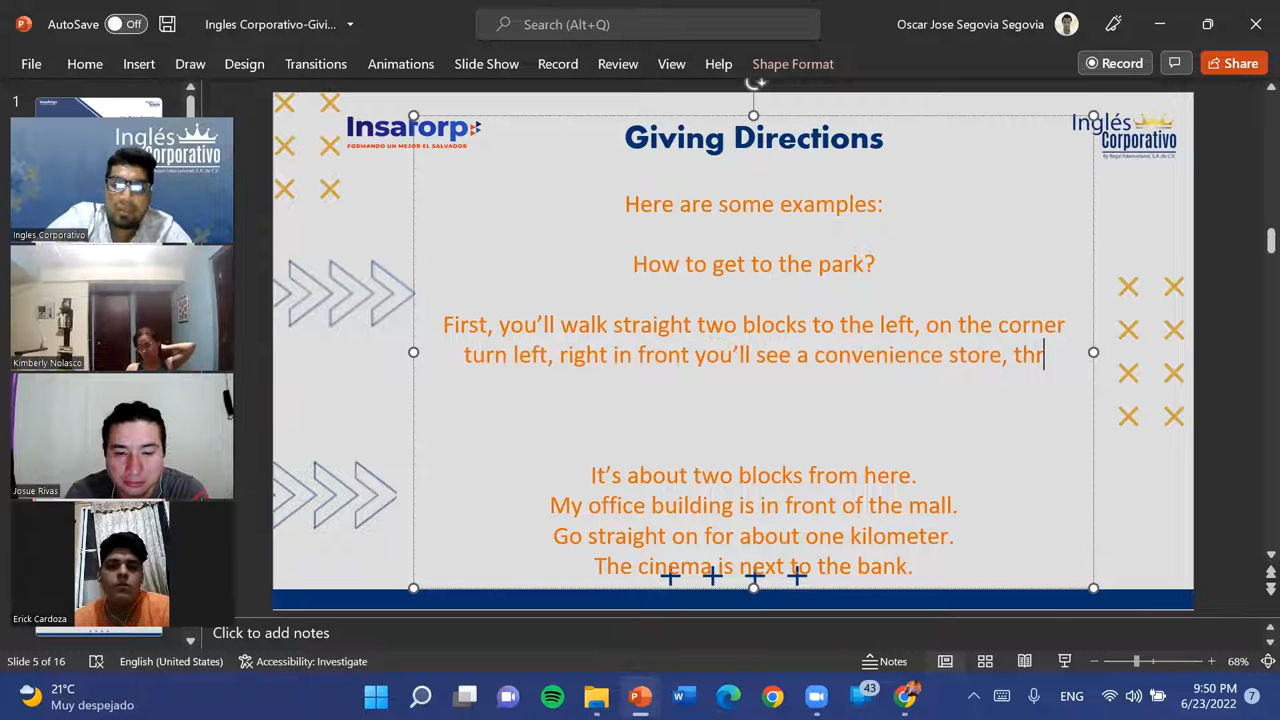 AutoSave Off Ingles Corporativo-Givi... Search (Alt+Q) Oscar Jose Segovia Segovia
File Home Insert Draw Design Transitions Animations Slide Show Record Review View Help Shape Format Record Share
1
Inglés
Corporativo
Ingles Corporativo
Kimberly Nolasco
Josue Rivas
Erick Cardoza
Insaforp
FORMANDO UN MEJOR EL SALVADOR
Inglés
Corporativo
By Regal International, S.A. de C.V.
Giving Directions
Here are some examples:
How to get to the park?
First, you’ll walk straight two blocks to the left, on the corner
turn left, right in front you’ll see a convenience store, thr
It’s about two blocks from here.
My office building is in front of the mall.
Go straight on for about one kilometer.
The cinema is next to the bank.
Click to add notes
Slide 5 of 16 English (United States) Accessibility: Investigate Notes 68%
21°C
Muy despejado
43
ENG
9:50 PM
6/23/2022
7